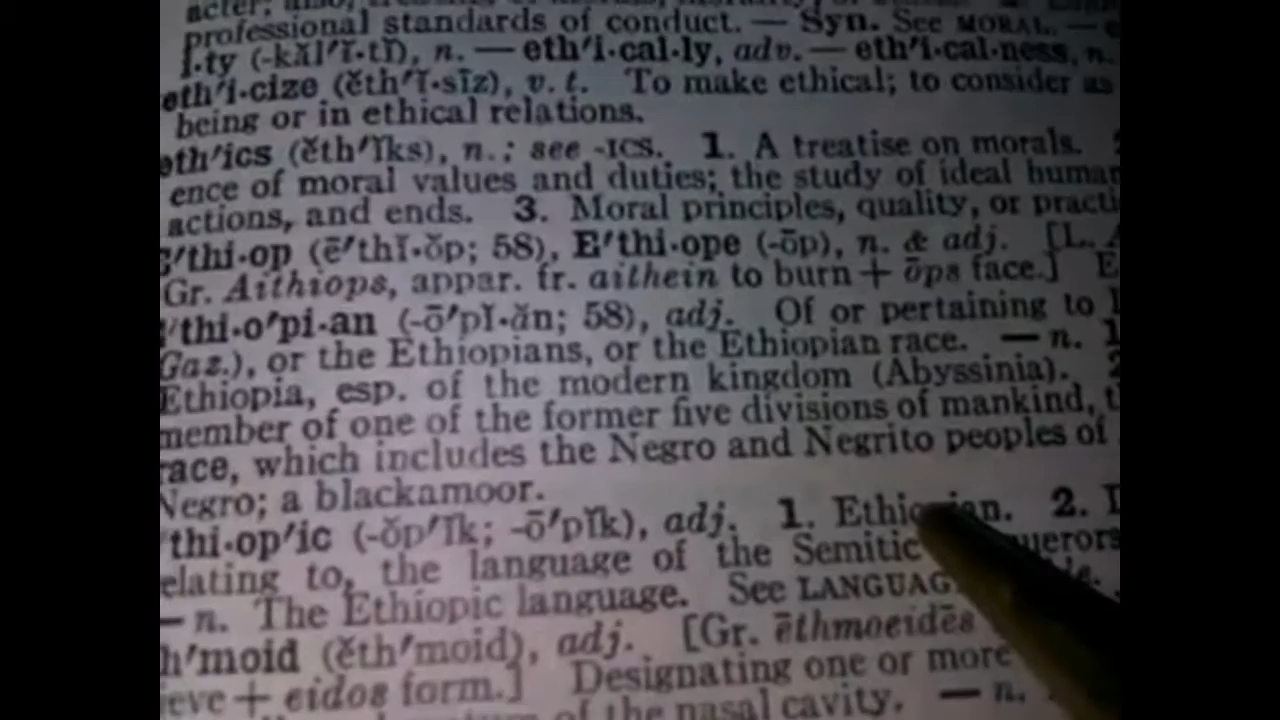 professional standards of conduct. — Syn. See MORAL. —
i·ty (-kăl′ĭ·tĭ), n. — eth′i·cal·ly, adv. — eth′i·cal·ness, n.
eth′i·cize (ĕth′ĭ·sīz), v. t. To make ethical; to consider as
being or in ethical relations.
eth′ics (ĕth′ĭks), n.; see -ICS. 1. A treatise on morals.
ence of moral values and duties; the study of ideal human
actions, and ends. 3. Moral principles, quality, or practi
′thi·op (ē′thĭ·ŏp; 58), E′thi·ope (-ōp), n. & adj. [L.
Gr. Aithiops, appar. fr. aithein to burn + ōps face.] E
′thi·o′pi·an (-ō′pĭ·ăn; 58), adj. Of or pertaining to
Gaz.), or the Ethiopians, or the Ethiopian race. — n. 1
Ethiopia, esp. of the modern kingdom (Abyssinia).
member of one of the former five divisions of mankind, t
race, which includes the Negro and Negrito peoples of
Negro; a blackamoor.
′thi·op′ic (-ŏp′ĭk; -ō′pĭk), adj. 1. Ethiopian. 2.
elating to, the language of the Semitic
— n. The Ethiopic language. See LANGUAG
h′moid (ĕth′moid), adj. [Gr. ēthmoeidēs
ieve + eidos form.] Designating one or more
of the nasal cavity. — n.